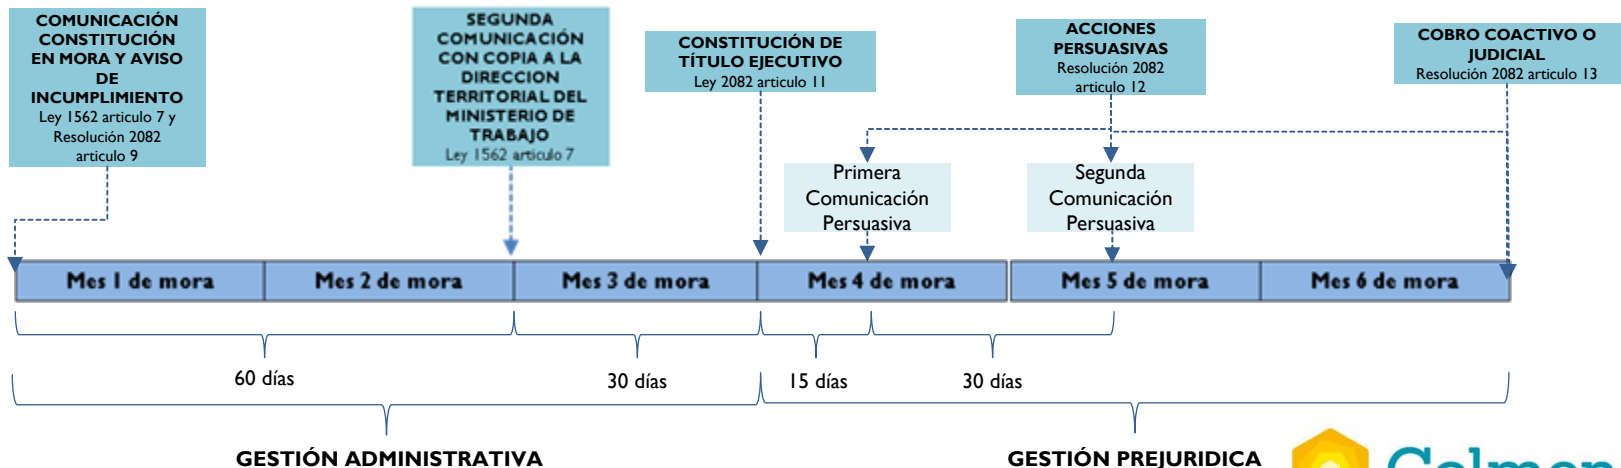 COMUNICACIÓN
CONSTITUCIÓN
EN MORA Y AVISO
DE
INCUMPLIMIENTO
Ley 1562 articulo 7 y
Resolución 2082
articulo 9
SEGUNDA
COMUNICACIÓN
CON COPIA A LA
DIRECCION
TERRITORIAL DEL
MINISTERIO DE
TRABAJO
Ley 1562 articulo 7
CONSTITUCIÓN DE
TÍTULO EJECUTIVO
Ley 2082 articulo 11
ACCIONES
PERSUASIVAS
Resolución 2082
articulo 12
COBRO COACTIVO O
JUDICIAL
Resolución 2082 articulo 13
Primera
Comunicación
Persuasiva
Segunda
Comunicación
Persuasiva
Mes 1 de mora
Mes 2 de mora
Mes 3 de mora
Mes 4 de mora
Mes 5 de mora
Mes 6 de mora
60 días
30 días
15 días
30 días
GESTIÓN ADMINISTRATIVA
GESTIÓN PREJURIDICA